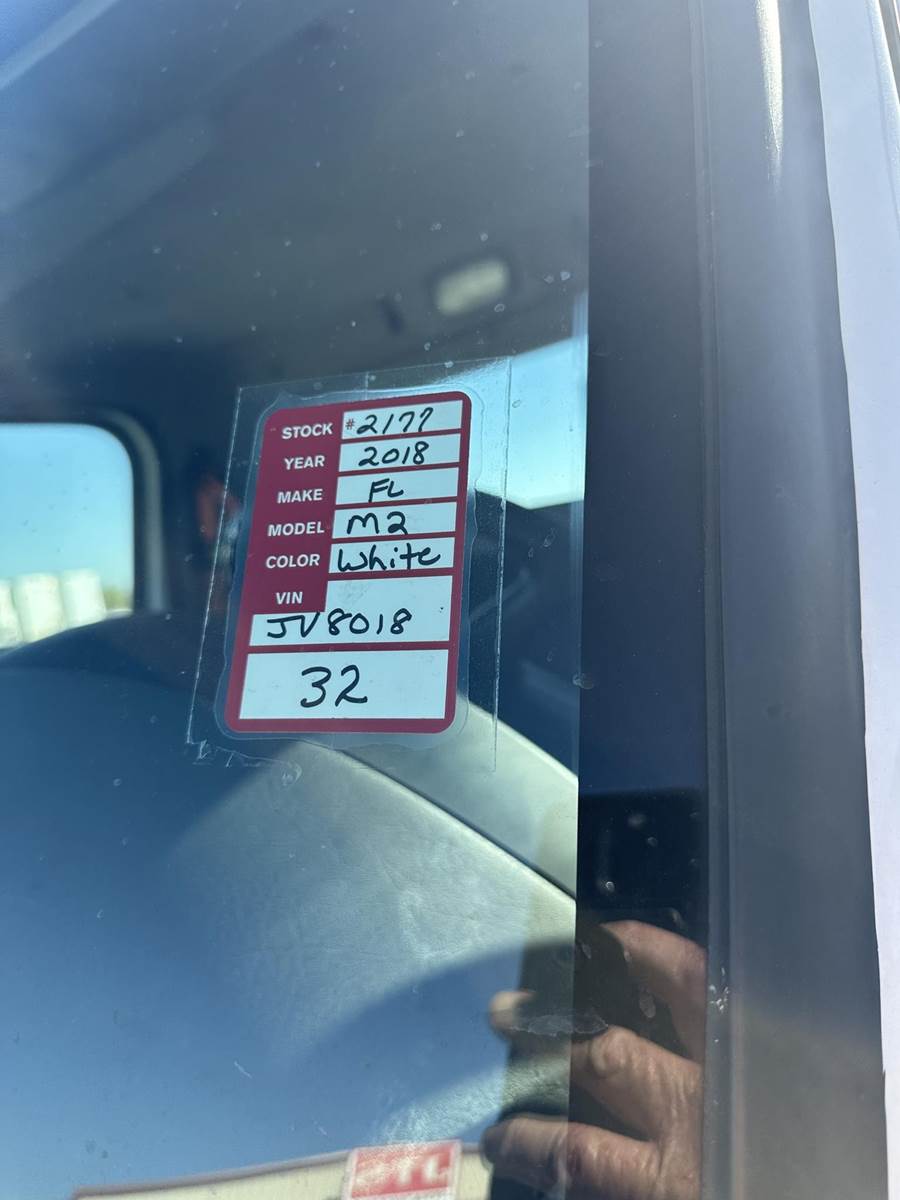 STOCK #2177
YEAR 2018
MAKE FL
MODEL M2
COLOR White
VIN
JV8018
32